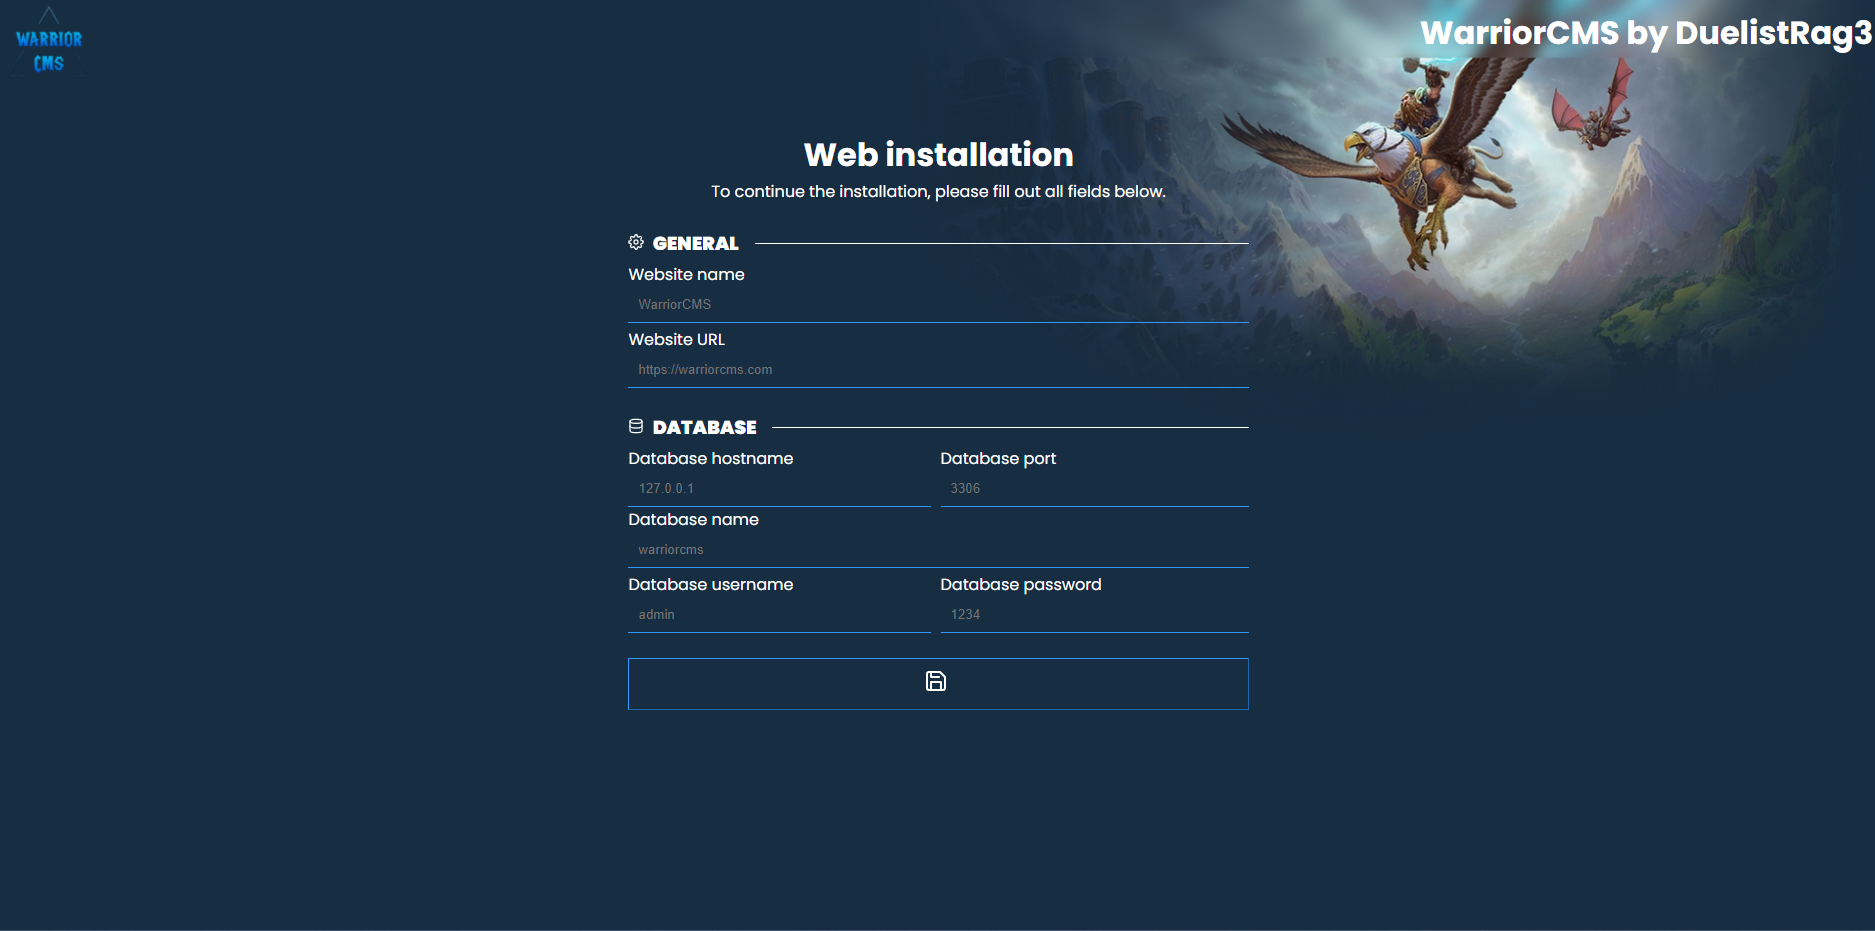 WARRIOR
CMS
WarriorCMS by DuelistRag3
Web installation
To continue the installation, please fill out all fields below.
GENERAL
Website name
WarriorCMS
Website URL
https://warriorcms.com
DATABASE
Database hostname
Database port
127.0.0.1
3306
Database name
warriorcms
Database username
Database password
admin
1234